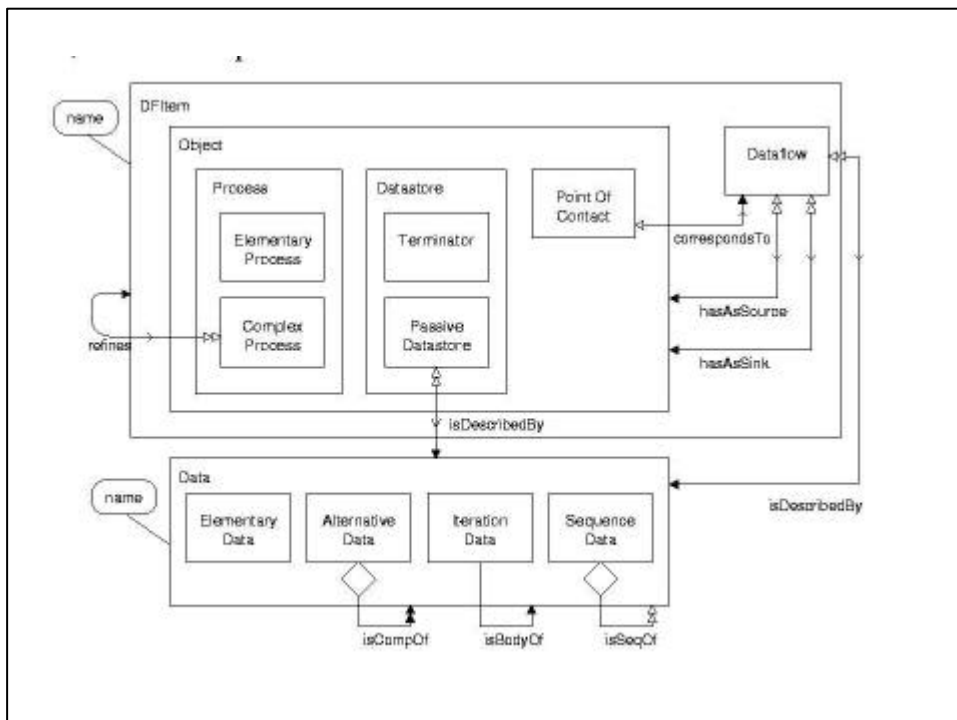 name
DFItem
Object
Dataflow
Process
Datastore
Point Of
Contact
Elementary
Process
Terminator
correspondsTo
hasAsSource
Complex
Process
Passive
Datastore
refines
hasAsSink
isDescribedBy
Data
name
isDescribedBy
Elementary
Data
Alternative
Data
Iteration
Data
Sequence
Data
isCompOf
isBodyOf
isSeqOf